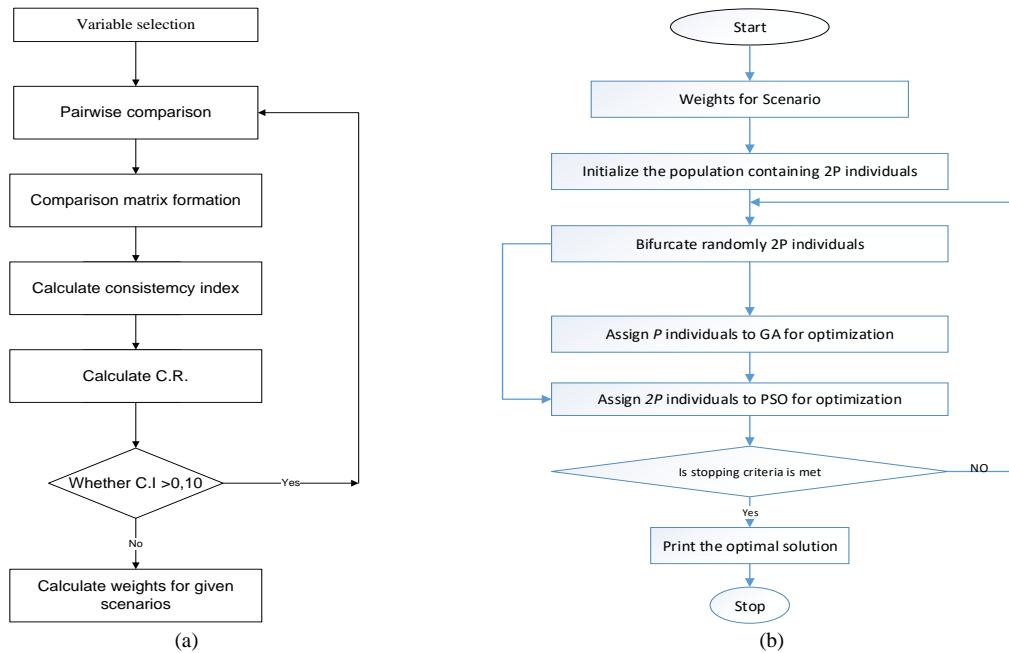 Variable selection
Pairwise comparison
Comparison matrix formation
Calculate consistemcy index
Calculate C.R.
Whether C.I >0,10
Yes
No
Calculate weights for given
scenarios
(a)
Start
Weights for Scenario
Initialize the population containing 2P individuals
Bifurcate randomly 2P individuals
Assign P individuals to GA for optimization
Assign 2P individuals to PSO for optimization
Is stopping criteria is met
NO
Yes
Print the optimal solution
Stop
(b)